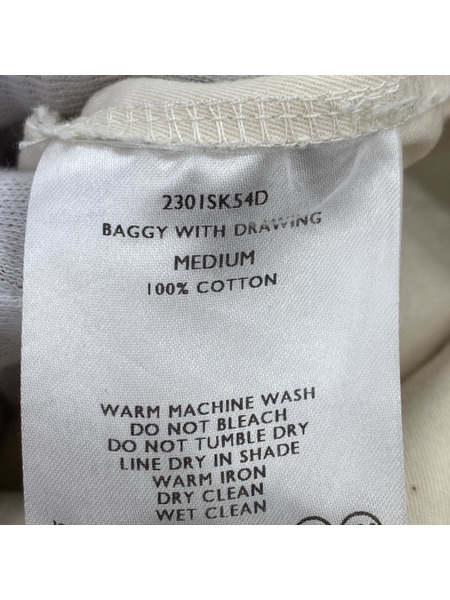 2301SK54D
BAGGY WITH DRAWING
MEDIUM
100% COTTON
WARM MACHINE WASH
DO NOT BLEACH
DO NOT TUMBLE DRY
LINE DRY IN SHADE
WARM IRON
DRY CLEAN
WET CLEAN